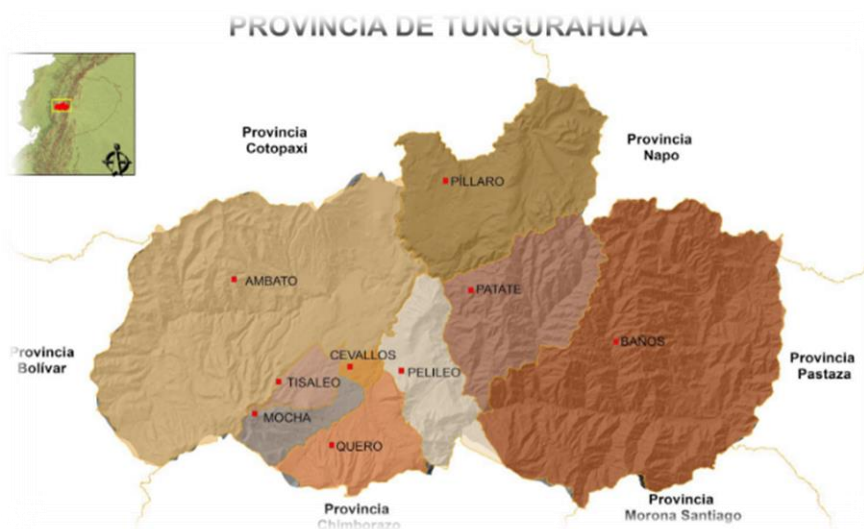 PROVINCIA DE TUNGURAHUA
Provincia
Cotopaxi
Provincia
Napo
PÍLLARO
AMBATO
PATATE
BAÑOS
Provincia
Bolívar
CEVALLOS
Provincia
Pastaza
TISALEO
PELILEO
MOCHA
QUERO
Provincia
Morona Santiago
Provincia
Chimborazo